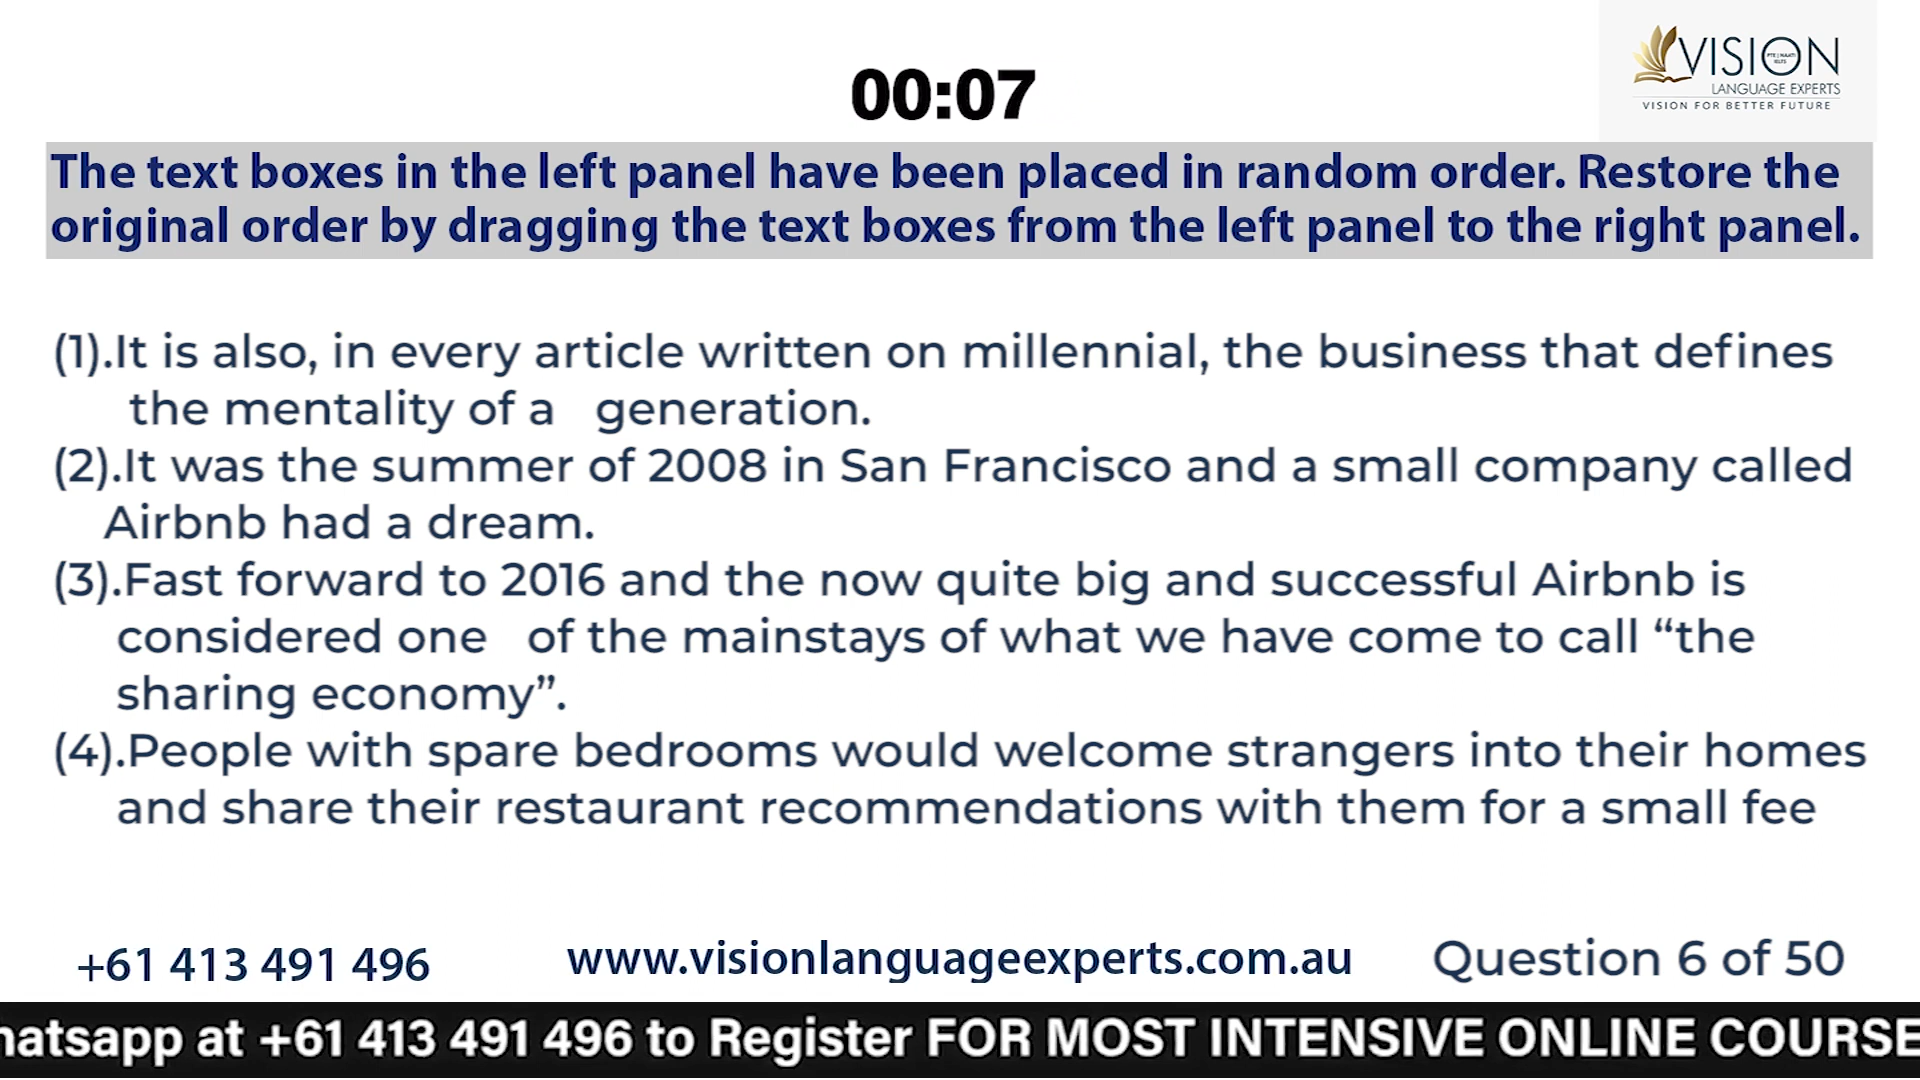 VISION
PTE | NAATI
IELTS
LANGUAGE EXPERTS
VISION FOR BETTER FUTURE
00:07
The text boxes in the left panel have been placed in random order. Restore the
original order by dragging the text boxes from the left panel to the right panel.
(1).It is also, in every article written on millennial, the business that defines
the mentality of a generation.
(2).It was the summer of 2008 in San Francisco and a small company called
Airbnb had a dream.
(3).Fast forward to 2016 and the now quite big and successful Airbnb is
considered one of the mainstays of what we have come to call “the
sharing economy”.
(4).People with spare bedrooms would welcome strangers into their homes
and share their restaurant recommendations with them for a small fee
+61 413 491 496
www.visionlanguageexperts.com.au
Question 6 of 50
hatsapp at +61 413 491 496 to Register FOR MOST INTENSIVE ONLINE COURSE